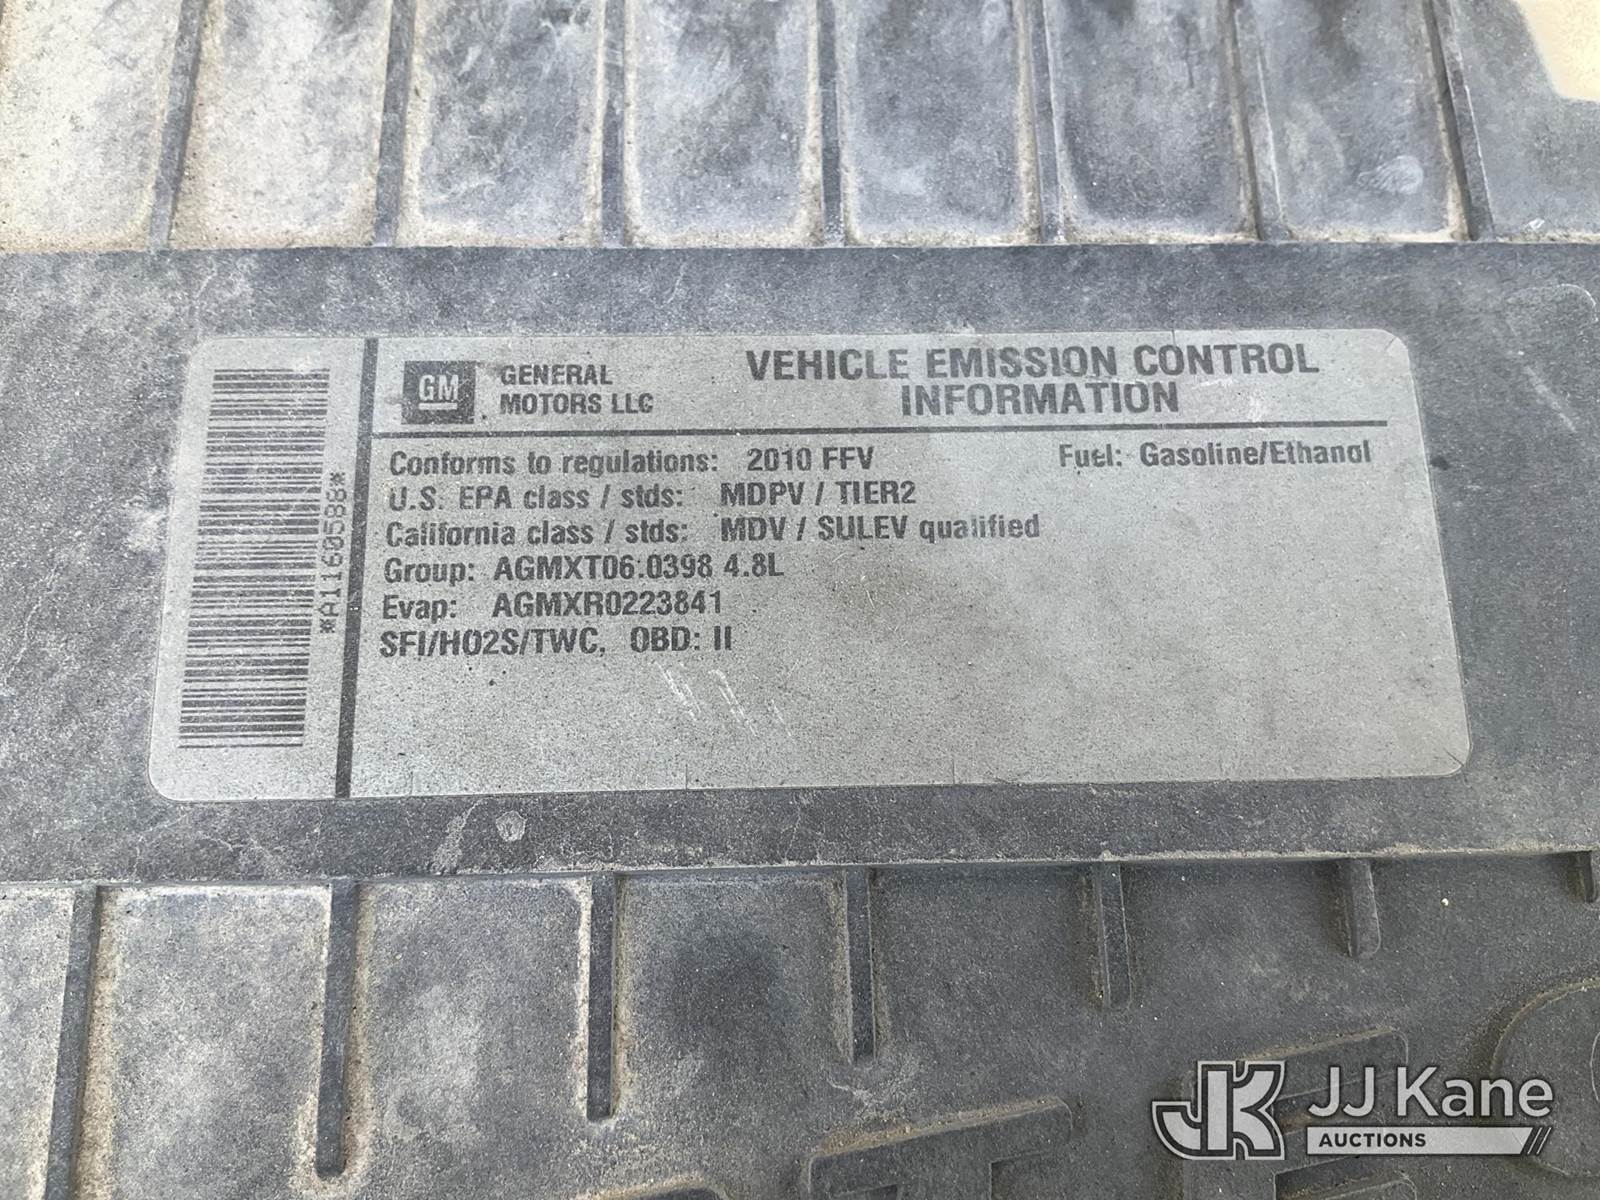 GM
GENERAL
MOTORS LLC
VEHICLE EMISSION CONTROL
INFORMATION
Conforms to regulations: 2010 FFV Fuel: Gasoline/Ethanol
U.S. EPA class / stds: MDPV / TIER2
California class / stds: MDV / SULEV qualified
Group: AGMXT06.0398 4.8L
Evap: AGMXR0223841
SFI/HO2S/TWC, OBD: II
*A1160588*
JK JJ Kane
AUCTIONS